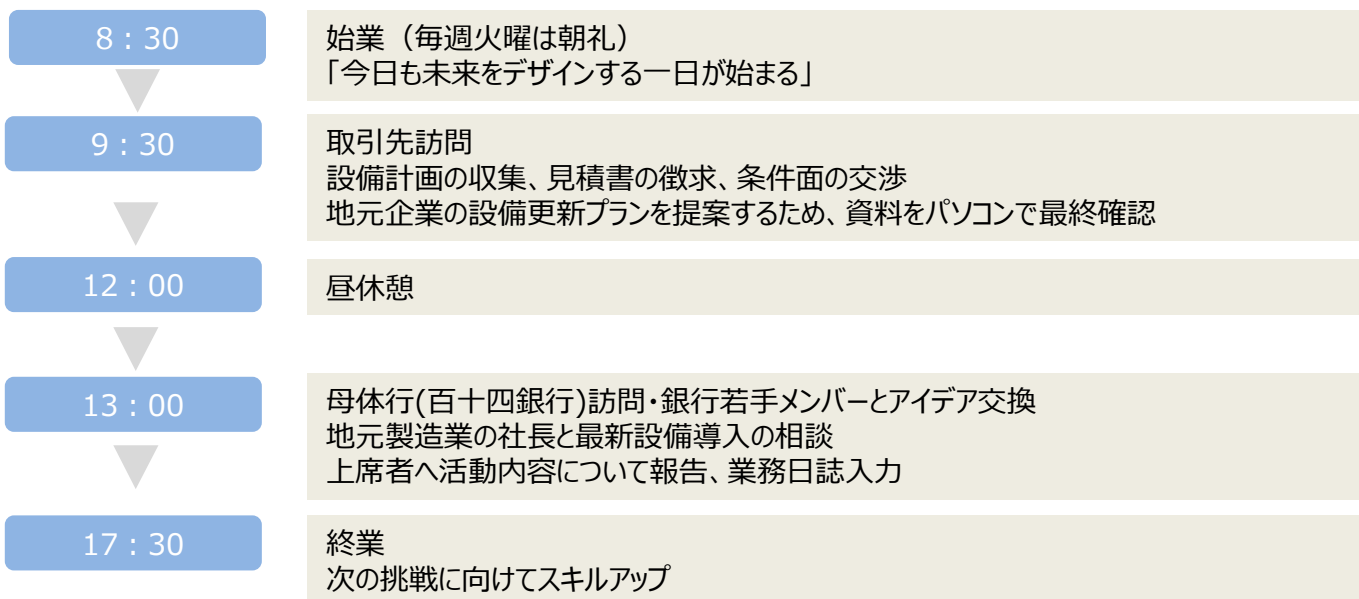 8：30
始業（毎週火曜は朝礼）
「今日も未来をデザインする一日が始まる」
9：30
取引先訪問
設備計画の収集、見積書の徴求、条件面の交渉
地元企業の設備更新プランを提案するため、資料をパソコンで最終確認
12：00
昼休憩
13：00
母体行(百十四銀行)訪問・銀行若手メンバーとアイデア交換
地元製造業の社長と最新設備導入の相談
上席者へ活動内容について報告、業務日誌入力
17：30
終業
次の挑戦に向けてスキルアップ